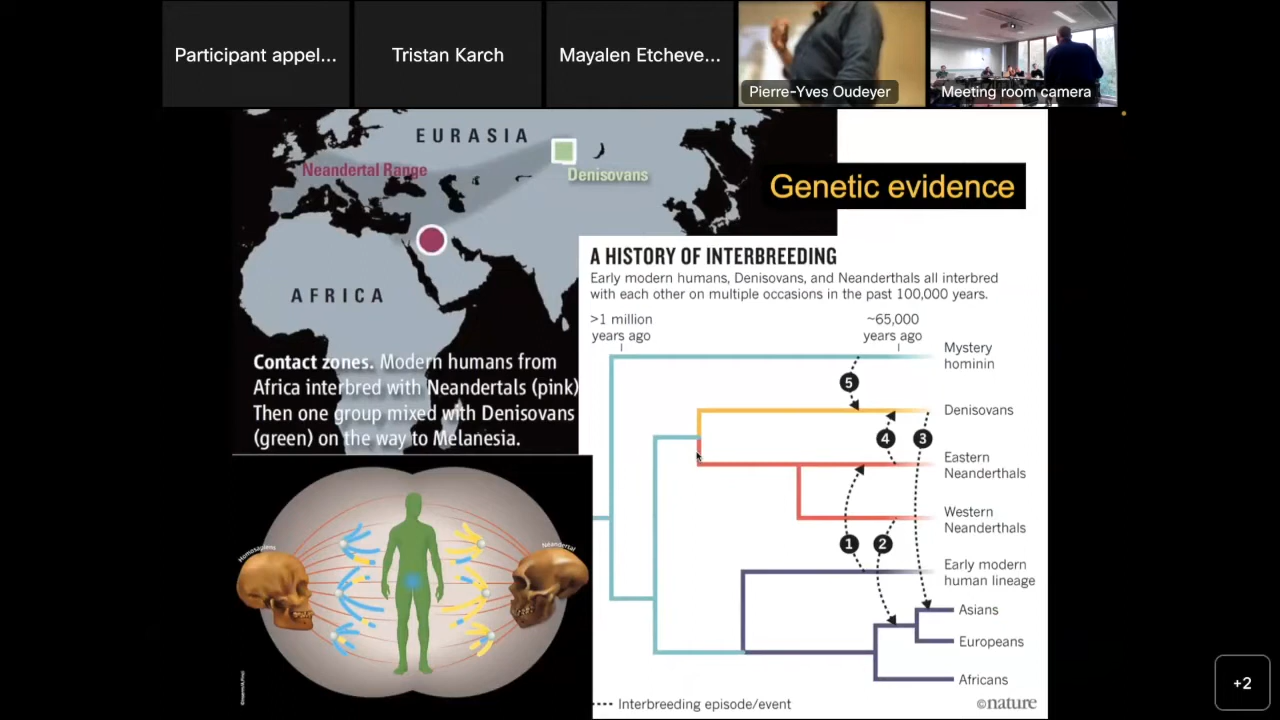 Participant appel...
Tristan Karch
Mayalen Etcheve...
Pierre-Yves Oudeyer
Meeting room camera
EURASIA
Neandertal Range
Denisovans
AFRICA
Contact zones. Modern humans from
Africa interbred with Neandertals (pink)
Then one group mixed with Denisovans
(green) on the way to Melanesia.
Genetic evidence
A HISTORY OF INTERBREEDING
Early modern humans, Denisovans, and Neanderthals all interbred
with each other on multiple occasions in the past 100,000 years.
>1 million
years ago
~65,000
years ago
Mystery
hominin
5
Denisovans
4
3
Eastern
Neanderthals
Western
Neanderthals
1
2
Early modern
human lineage
Asians
Europeans
Africans
Interbreeding episode/event
©nature
Homosapiens
Néandertal
+2